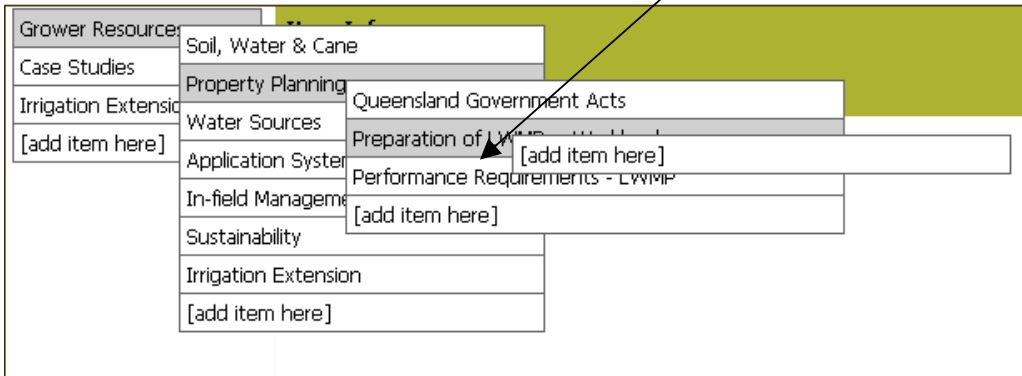 Grower Resources
Case Studies
Irrigation Extensio
[add item here]
Soil, Water & Cane
Property Planning
Water Sources
Application System
In-field Manageme
Sustainability
Irrigation Extension
[add item here]
Queensland Government Acts
Preparation of LWMP
Performance Requirements - LWMP
[add item here]
[add item here]